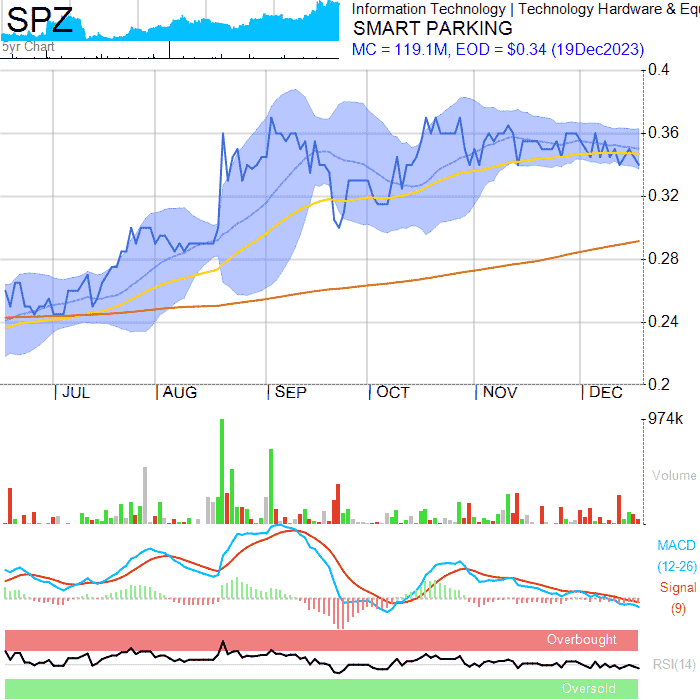 SPZ
5yr Chart
Information Technology | Technology Hardware & Equ
SMART PARKING
MC = 119.1M, EOD = $0.34 (19Dec2023)
0.4
0.36
0.32
0.28
0.24
0.2
JUL AUG SEP OCT NOV DEC
974k
Volume
MACD
(12-26)
Signal
(9)
Overbought
RSI(14)
Oversold